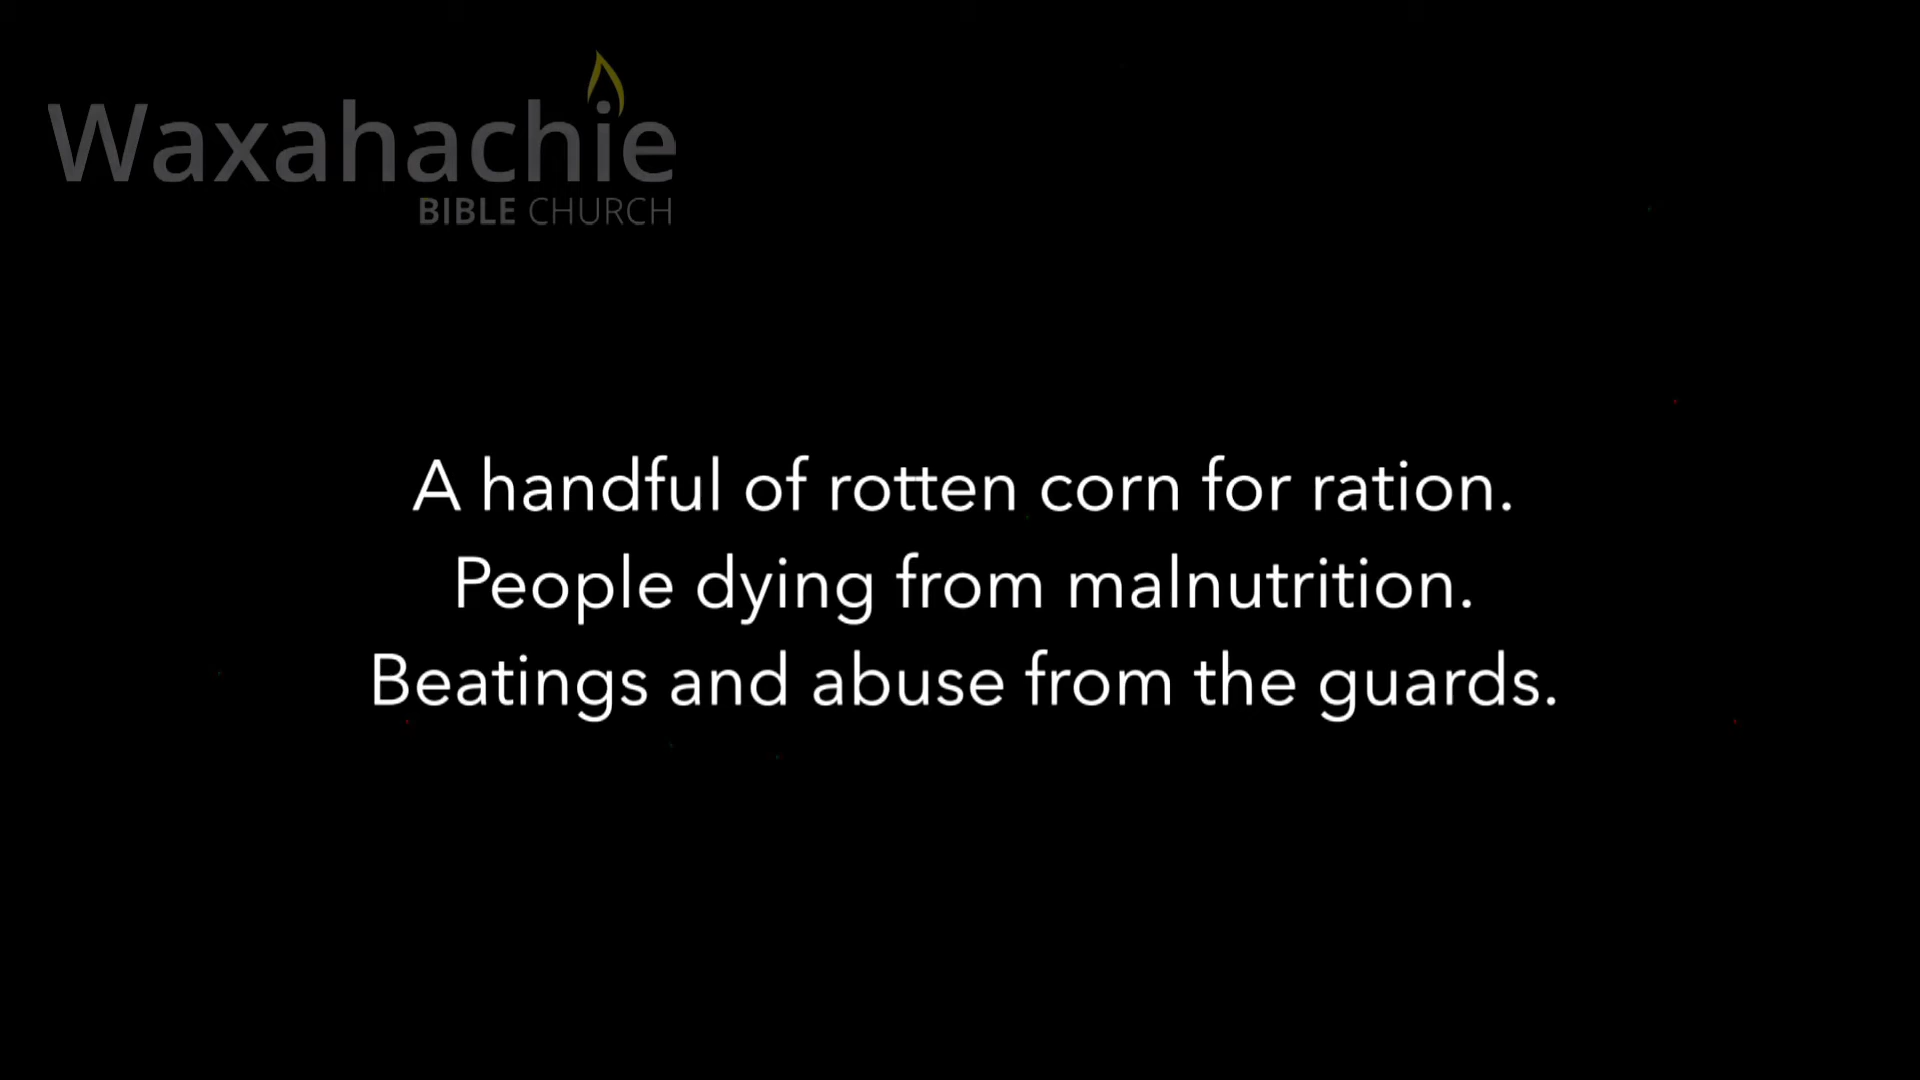 Waxahachie
BIBLE CHURCH
A handful of rotten corn for ration.
People dying from malnutrition.
Beatings and abuse from the guards.